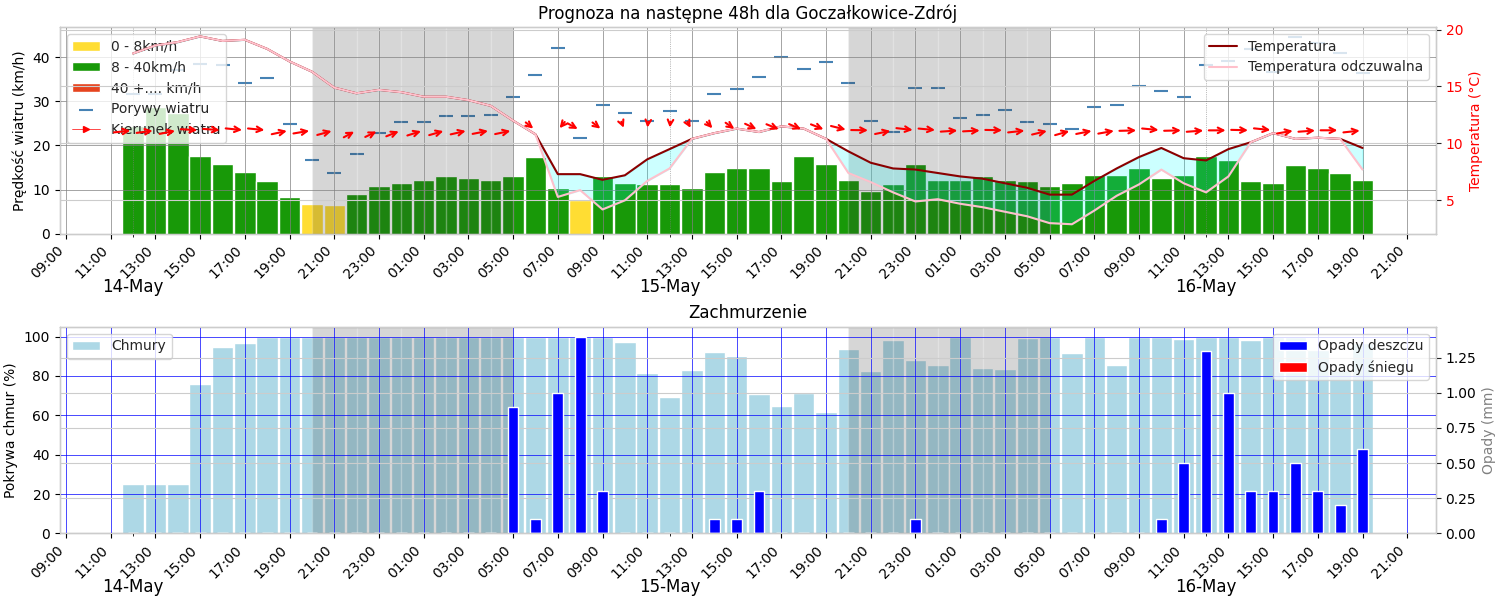 Prognoza na następne 48h dla Goczałkowice-Zdrój
Prędkość wiatru (km/h)
40
30
20
10
0
0 - 8km/h
8 - 40km/h
40 +.... km/h
Porywy wiatru
Kierunek wiatru
Temperatura
Temperatura odczuwalna
20
15
10
5
Temperatura (°C)
09:00 11:00 13:00 15:00 17:00 19:00 21:00 23:00 01:00 03:00 05:00 07:00 09:00 11:00 13:00 15:00 17:00 19:00 21:00 23:00 01:00 03:00 05:00 07:00 09:00 11:00 13:00 15:00 17:00 19:00 21:00
14-May 15-May 16-May
Zachmurzenie
Pokrywa chmur (%)
100
80
60
40
20
0
Chmury
Opady deszczu
Opady śniegu
1.25
1.00
0.75
0.50
0.25
0.00
Opady (mm)
09:00 11:00 13:00 15:00 17:00 19:00 21:00 23:00 01:00 03:00 05:00 07:00 09:00 11:00 13:00 15:00 17:00 19:00 21:00 23:00 01:00 03:00 05:00 07:00 09:00 11:00 13:00 15:00 17:00 19:00 21:00
14-May 15-May 16-May